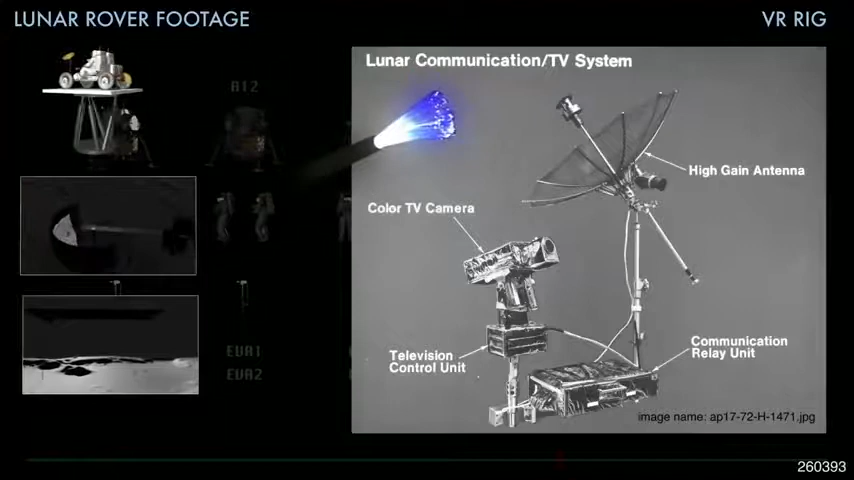 LUNAR ROVER FOOTAGE
VR RIG
Lunar Communication/TV System
A12
High Gain Antenna
Color TV Camera
Television
Control Unit
Communication
Relay Unit
EVA1
EVA2
image name: ap17-72-H-1471.jpg
260393